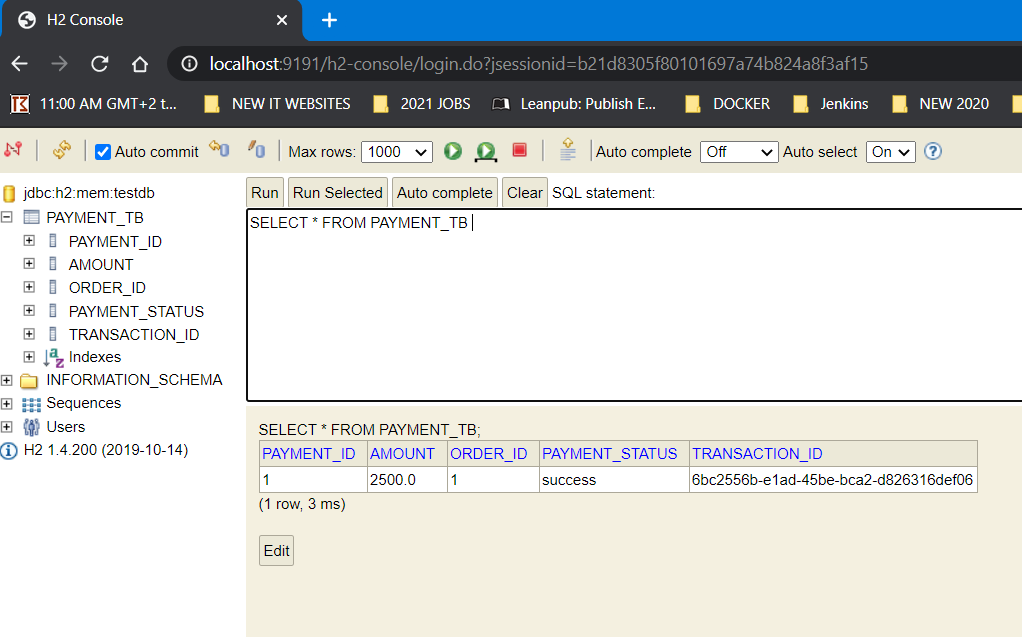 H2 Console
localhost:9191/h2-console/login.do?jsessionid=b21d8305f80101697a74b824a8f3af15
11:00 AM GMT+2 t... NEW IT WEBSITES 2021 JOBS Leanpub: Publish E... DOCKER Jenkins NEW 2020
Auto commit Max rows: 1000 Auto complete Off Auto select On
jdbc:h2:mem:testdb
PAYMENT_TB
PAYMENT_ID
AMOUNT
ORDER_ID
PAYMENT_STATUS
TRANSACTION_ID
Indexes
INFORMATION_SCHEMA
Sequences
Users
H2 1.4.200 (2019-10-14)
Run Run Selected Auto complete Clear SQL statement:
SELECT * FROM PAYMENT_TB
SELECT * FROM PAYMENT_TB;
PAYMENT_ID AMOUNT ORDER_ID PAYMENT_STATUS TRANSACTION_ID
1 2500.0 1 success 6bc2556b-e1ad-45be-bca2-d826316def06
(1 row, 3 ms)
Edit